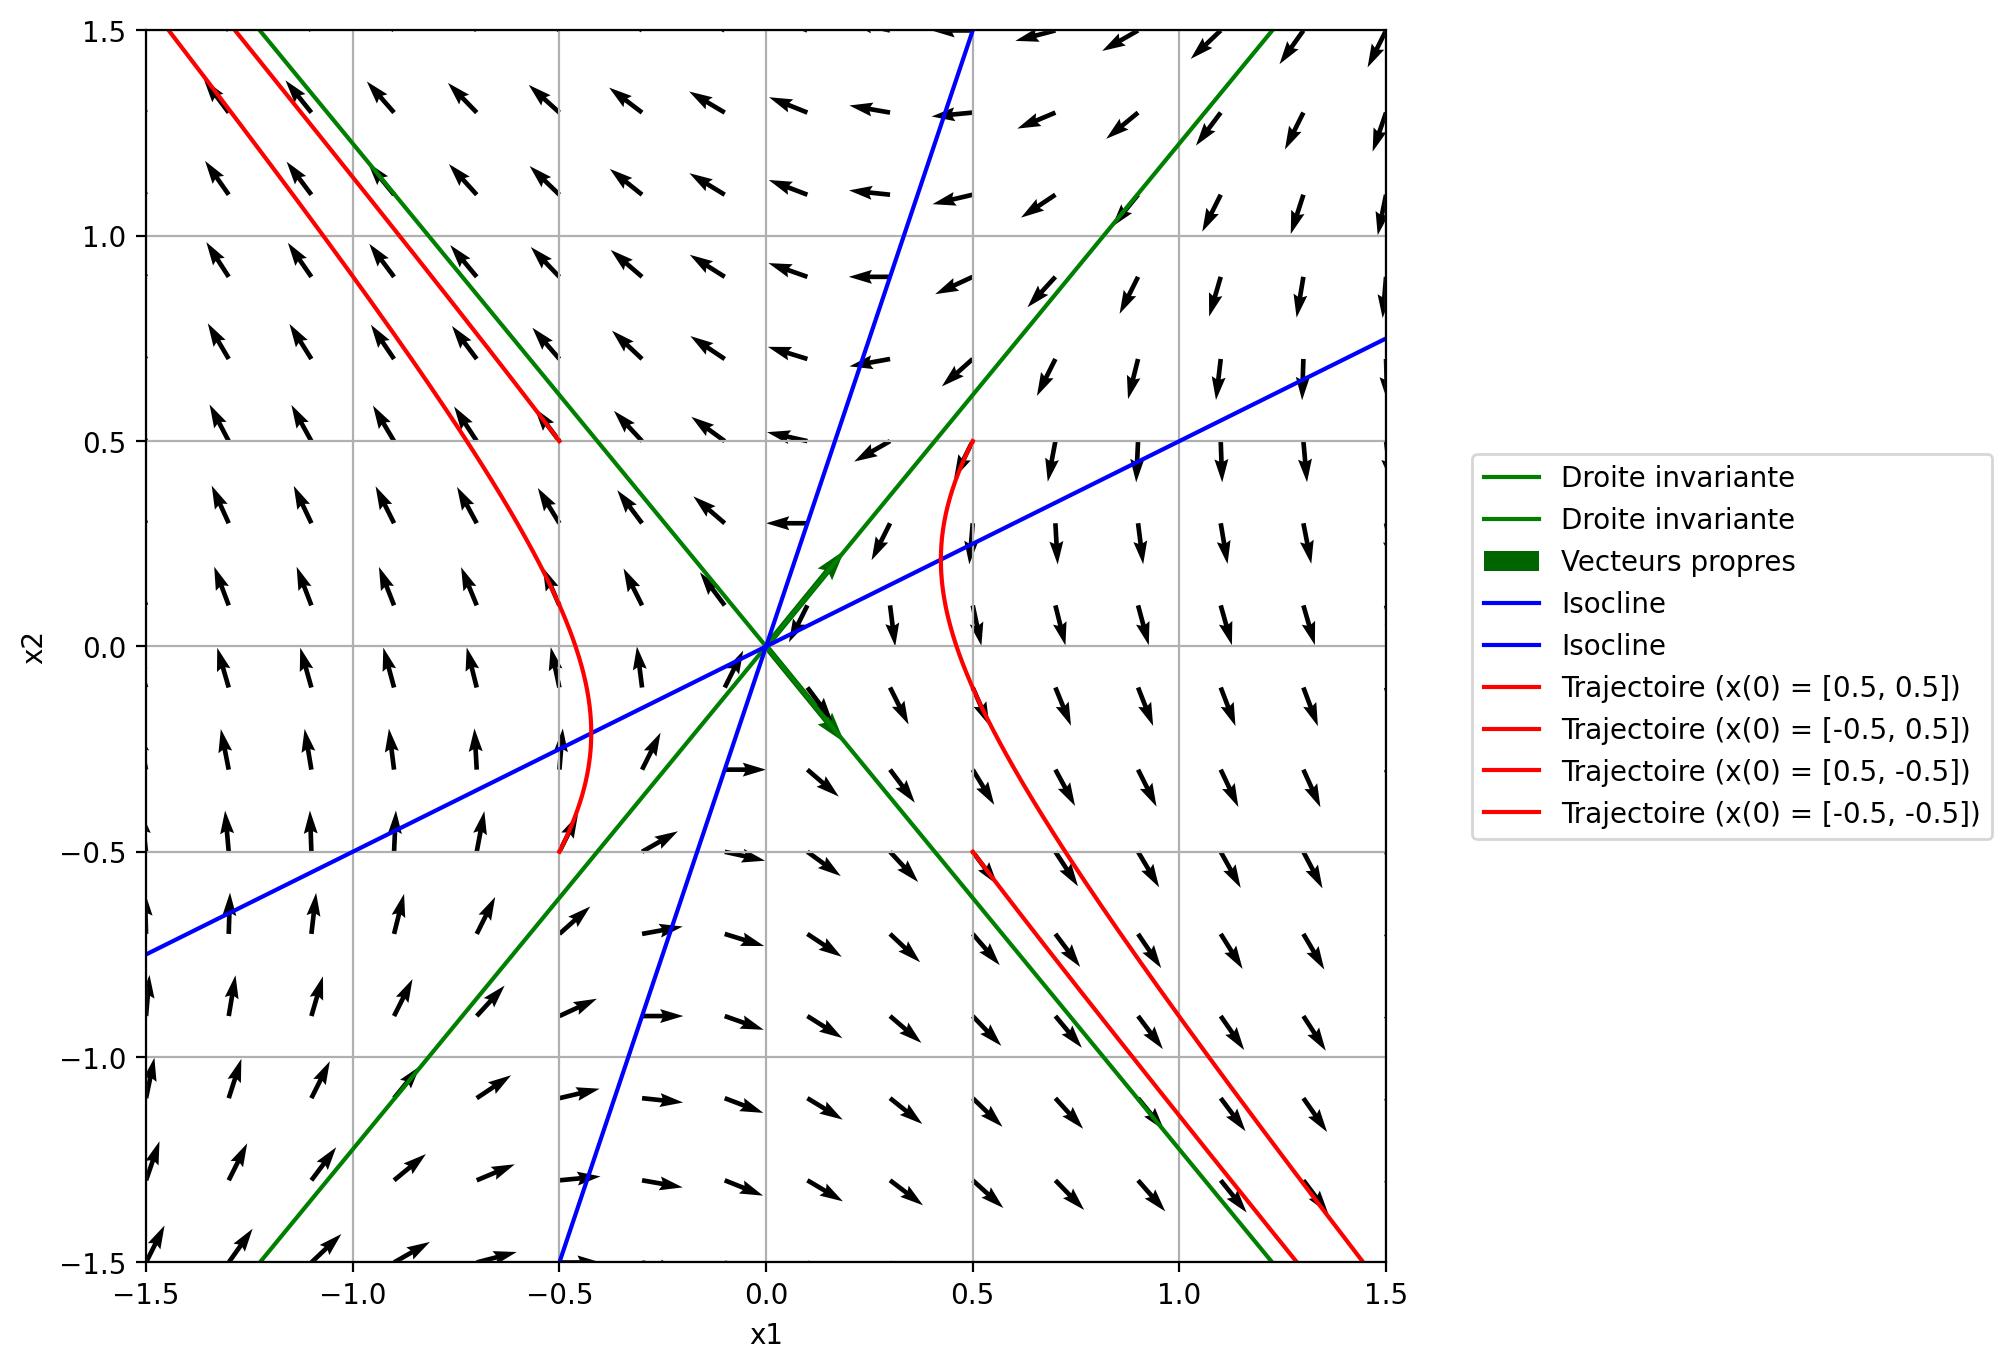 1.5
1.0
0.5
0.0
−0.5
−1.0
−1.5
x2
−1.5 −1.0 −0.5 0.0 0.5 1.0 1.5
x1
Droite invariante
Droite invariante
Vecteurs propres
Isocline
Isocline
Trajectoire (x(0) = [0.5, 0.5])
Trajectoire (x(0) = [-0.5, 0.5])
Trajectoire (x(0) = [0.5, -0.5])
Trajectoire (x(0) = [-0.5, -0.5])